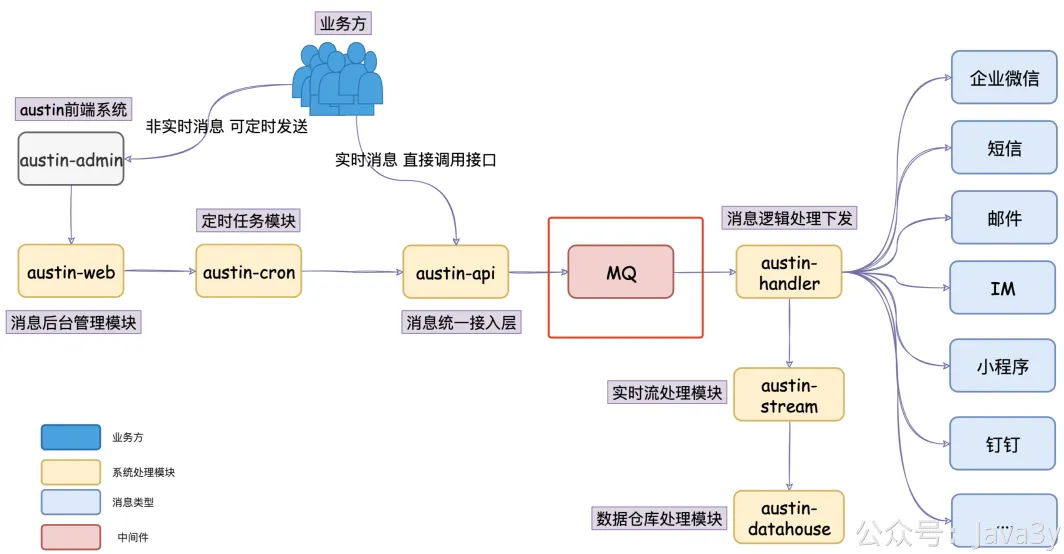 业务方
austin前端系统
austin-admin
非实时消息 可定时发送
实时消息 直接调用接口
定时任务模块
消息逻辑处理下发
austin-web
austin-cron
austin-api
MQ
austin-
handler
消息后台管理模块
消息统一接入层
实时流处理模块
austin-
stream
数据仓库处理模块
austin-
datahouse
企业微信
短信
邮件
IM
小程序
钉钉
....
业务方
系统处理模块
消息类型
中间件
公众号：Java3y